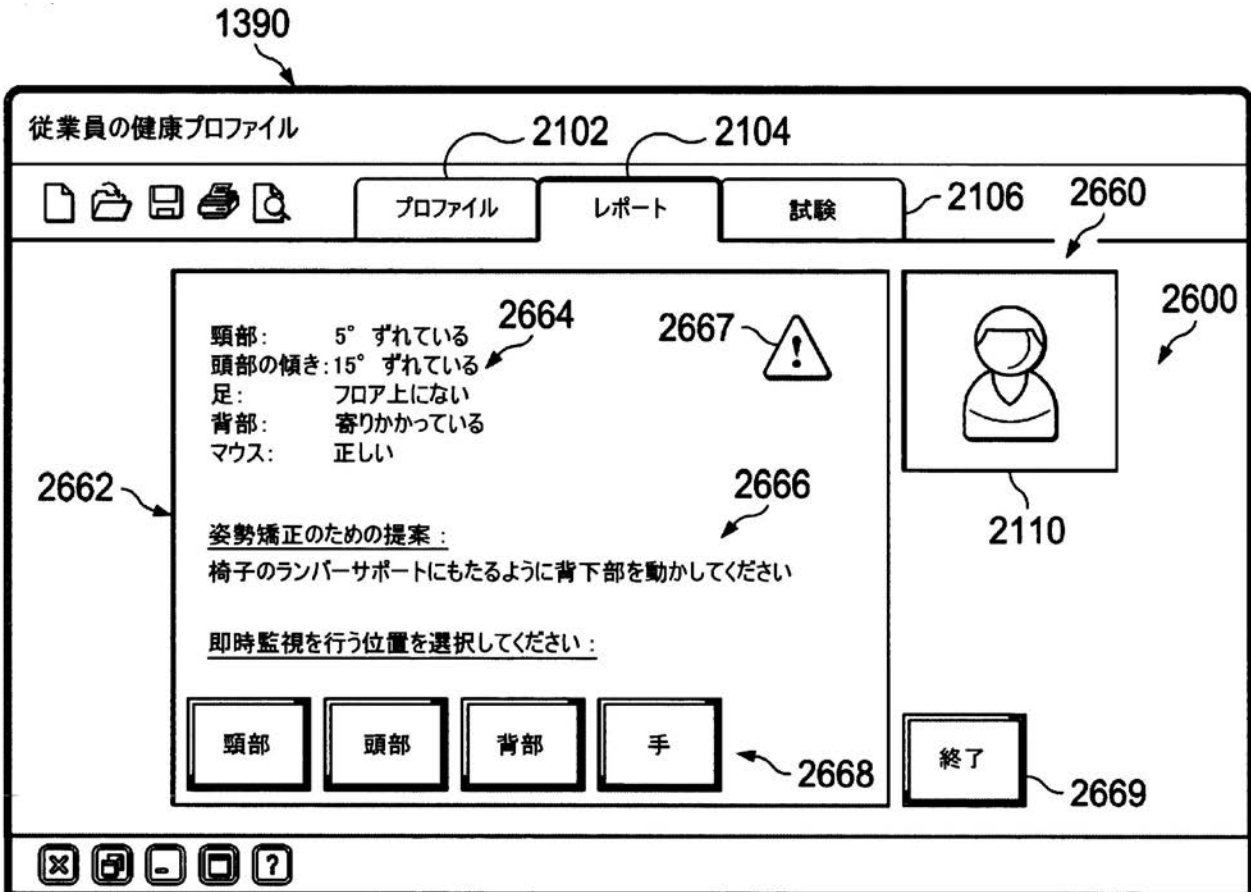 1390
従業員の健康プロファイル
2102
2104
プロファイル
レポート
試験
2106
2660
2600
頸部: 5° ずれている
頭部の傾き:15° ずれている
足: フロア上にない
背部: 寄りかかっている
マウス: 正しい
2664
2667
!
2662
2666
2110
姿勢矯正のための提案:
椅子のランバーサポートにもたるように背下部を動かしてください
即時監視を行う位置を選択してください:
頸部
頭部
背部
手
2668
終了
2669
?